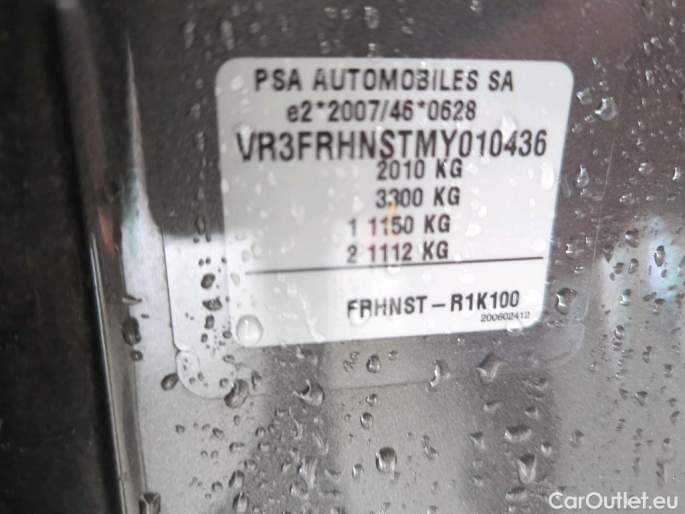 PSA AUTOMOBILES SA
e2*2007/46*0628
VR3FRHNSTMY010436
2010 KG
3300 KG
1 1150 KG
2 1112 KG
FRHNST-R1K100
200602412
CarOutlet.eu